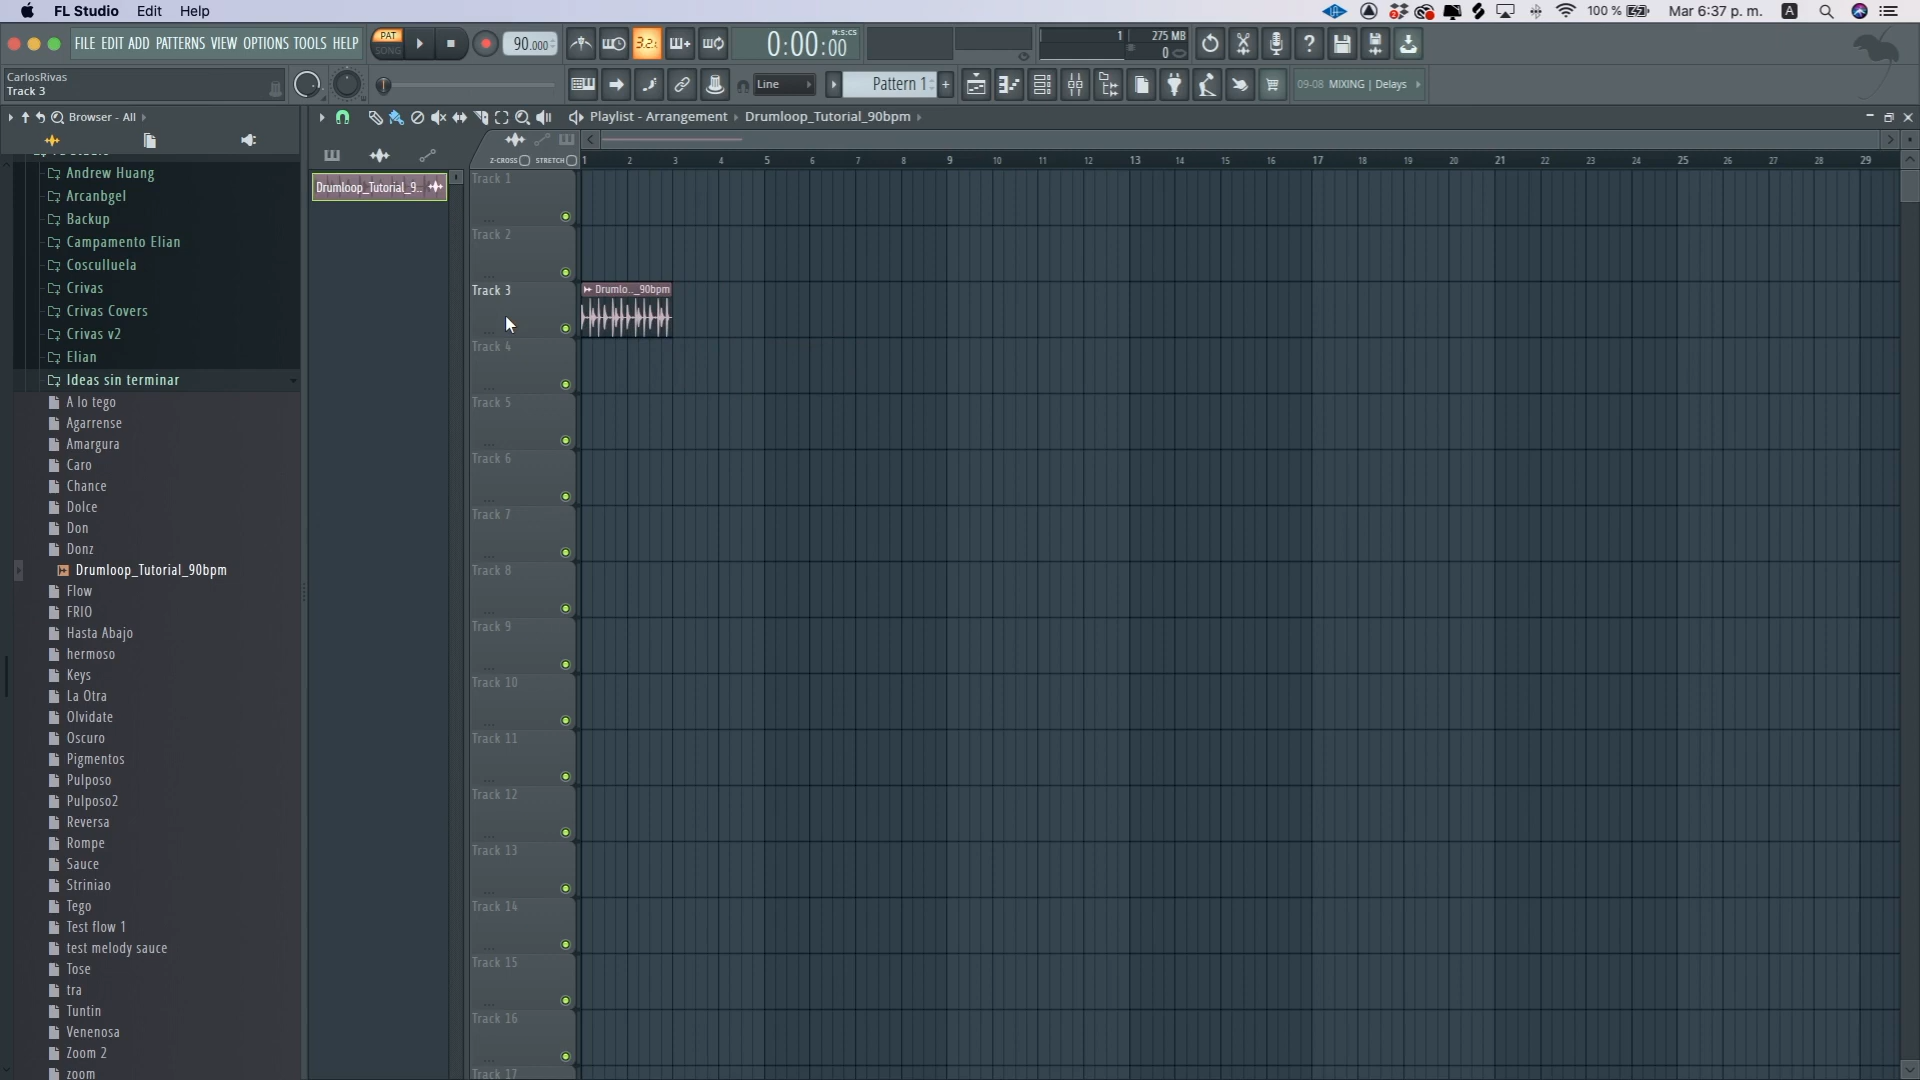 FL Studio Edit Help
2 100 % Mar 6:37 p. m. A
FILE EDIT ADD PATTERNS VIEW OPTIONS TOOLS HELP
PAT
SONG
90.000
3.2.
M:S:CS
0:00:00
1
275 MB
0
?
CarlosRivas
Track 3
Line
Pattern 1
+
09-08 MIXING | Delays
Browser - All
Playlist - Arrangement Drumloop_Tutorial_90bpm
Z-CROSS STRETCH
1 2 3 4 5 6 7 8 9 10 11 12 13 14 15 16 17 18 19 20 21 22 23 24 25 26 27 28 29
Andrew Huang
Arcanbgel
Backup
Campamento Elian
Cosculluela
Crivas
Crivas Covers
Crivas v2
Elian
Ideas sin terminar
A lo tego
Agarrense
Amargura
Caro
Chance
Dolce
Don
Donz
Drumloop_Tutorial_90bpm
Flow
FRIO
Hasta Abajo
hermoso
Keys
La Otra
Olvidate
Oscuro
Pigmentos
Pulposo
Pulposo2
Reversa
Rompe
Sauce
Striniao
Tego
Test flow 1
test melody sauce
Tose
tra
Tuntin
Venenosa
Zoom 2
zoom
Drumloop_Tutorial_9..
Track 1
Track 2
Track 3
Drumlo.._90bpm
Track 4
Track 5
Track 6
Track 7
Track 8
Track 9
Track 10
Track 11
Track 12
Track 13
Track 14
Track 15
Track 16
Track 17